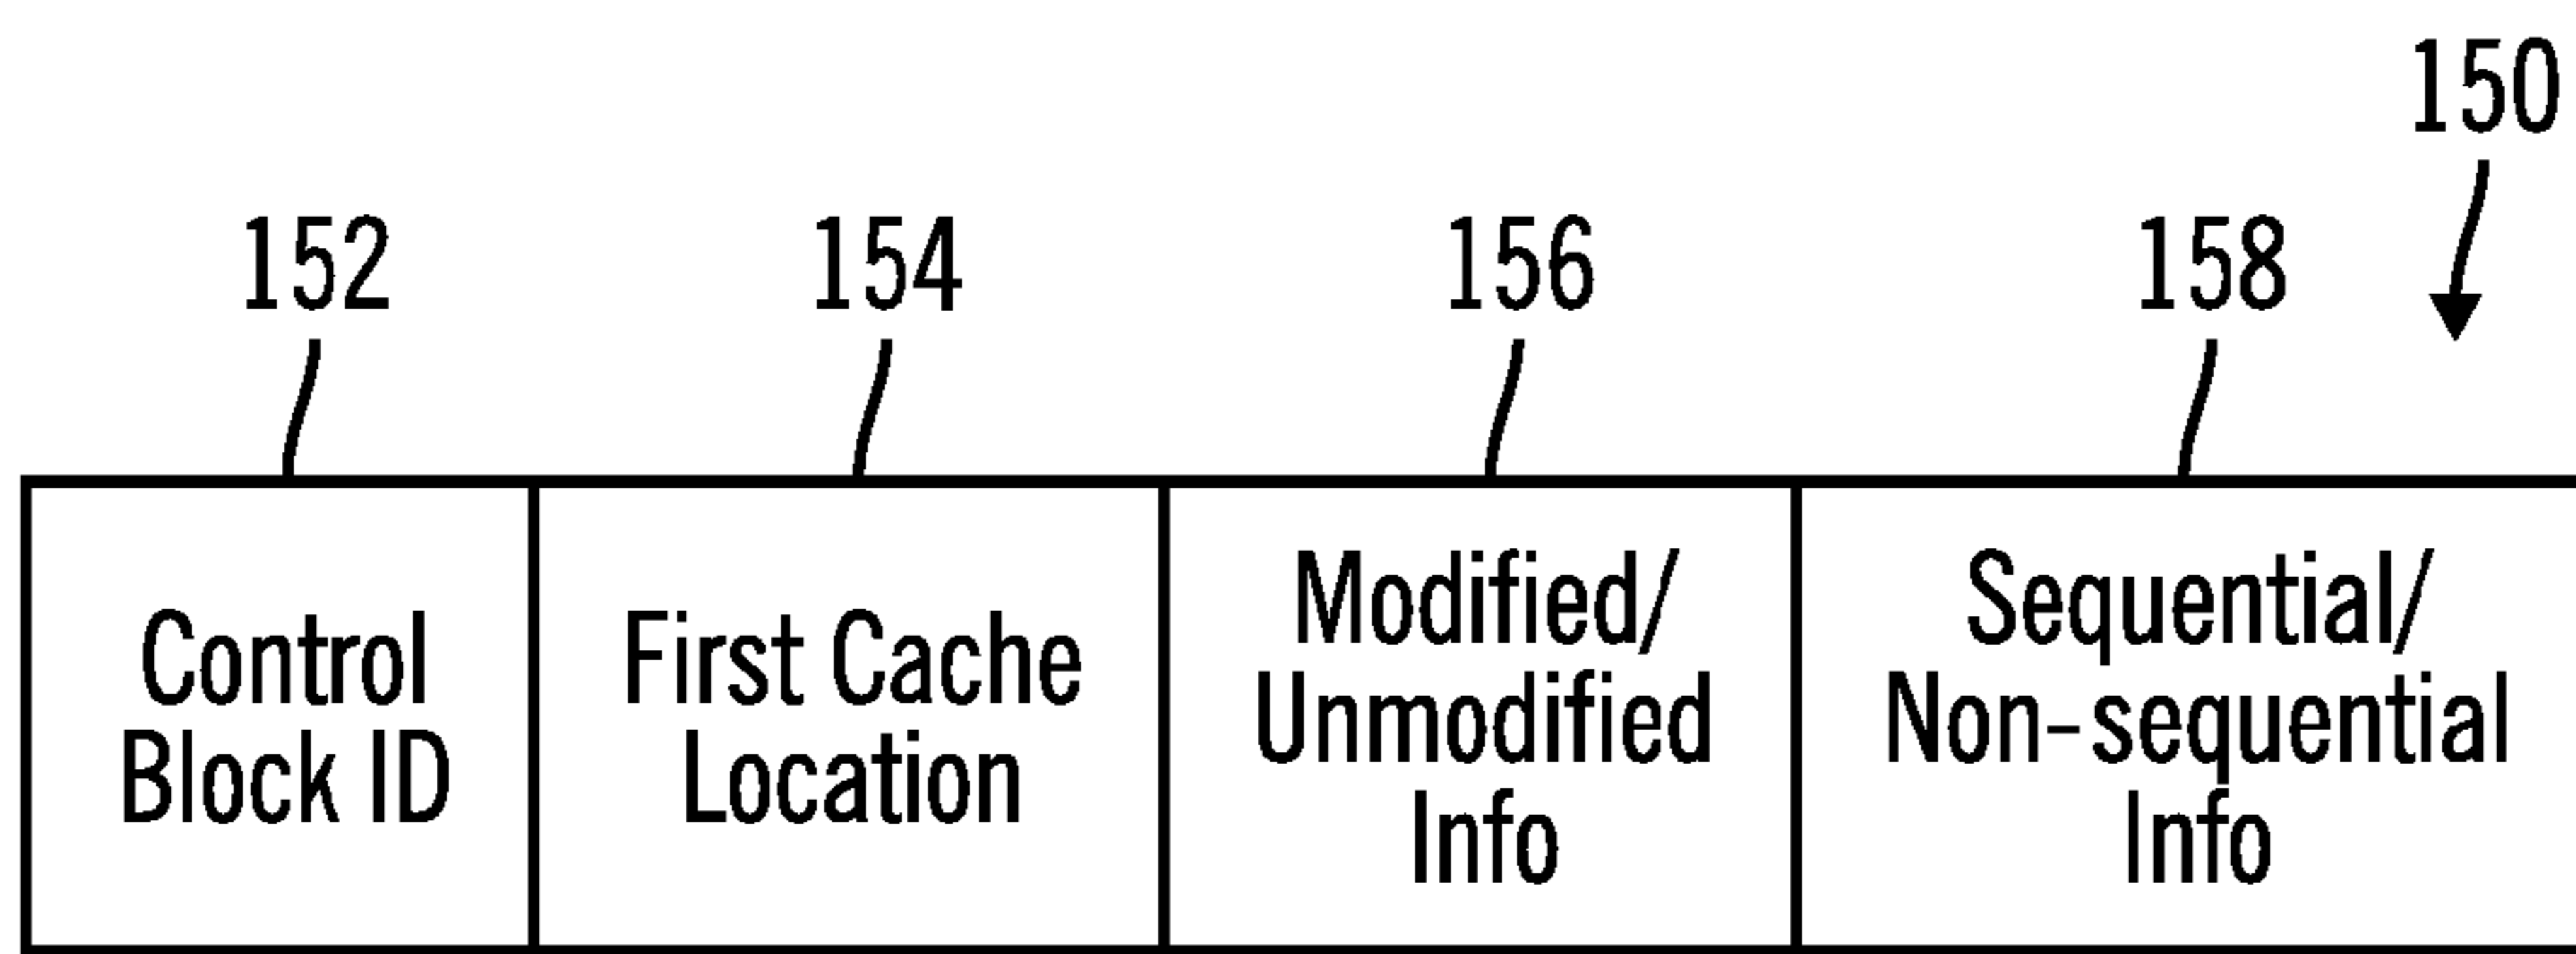 150
152
154
156
158
Control
Block ID
First Cache
Location
Modified/
Unmodified
Info
Sequential/
Non-sequential
Info